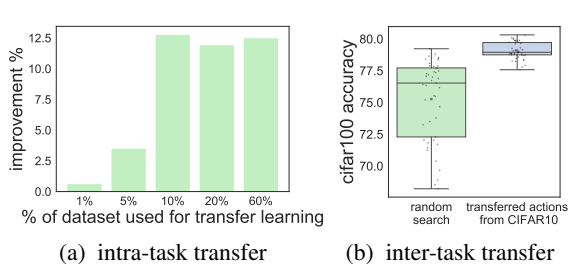 improvement %
12.5
10.0
7.5
5.0
2.5
0.0
1% 5% 10% 20% 60%
% of dataset used for transfer learning
(a) intra-task transfer
cifar100 accuracy
80.0
77.5
75.0
72.5
70.0
random search
transferred actions from CIFAR10
(b) inter-task transfer